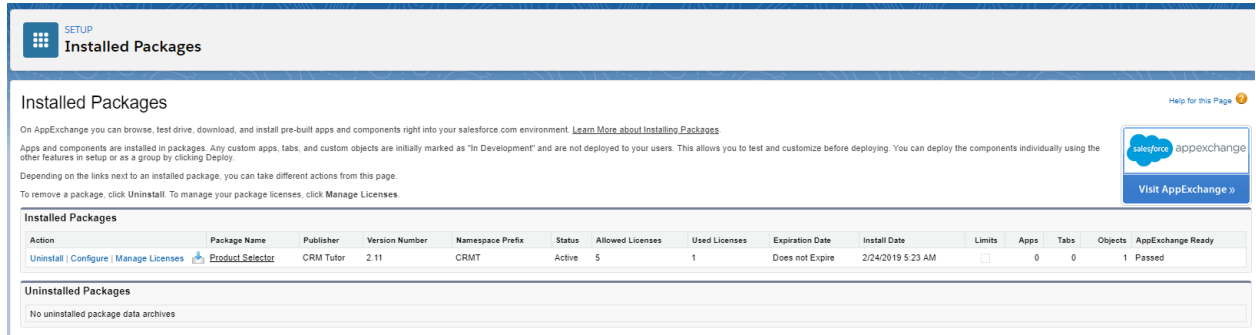 SETUP
Installed Packages
Installed Packages
Help for this Page ?
On AppExchange you can browse, test drive, download, and install pre-built apps and components right into your salesforce.com environment. Learn More about Installing Packages.
Apps and components are installed in packages. Any custom apps, tabs, and custom objects are initially marked as "In Development" and are not deployed to your users. This allows you to test and customize before deploying. You can deploy the components individually using the
other features in setup or as a group by clicking Deploy.
Depending on the links next to an installed package, you can take different actions from this page.
To remove a package, click Uninstall. To manage your package licenses, click Manage Licenses.
salesforce appexchange
Visit AppExchange »
Installed Packages
Action Package Name Publisher Version Number Namespace Prefix Status Allowed Licenses Used Licenses Expiration Date Install Date Limits Apps Tabs Objects AppExchange Ready
Uninstall | Configure | Manage Licenses Product Selector CRM Tutor 2.11 CRMT Active 5 1 Does not Expire 2/24/2019 5:23 AM 0 0 1 Passed
Uninstalled Packages
No uninstalled package data archives